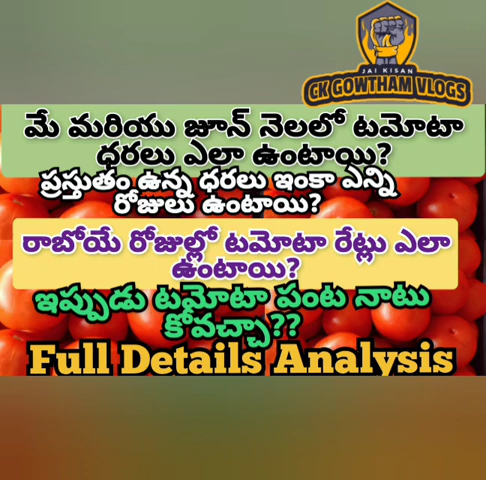 JAI KISAN
CK GOWTHAM VLOGS
మే మరియు జూన్ నెలలో టమోటా
ధరలు ఎలా ఉంటాయి?
ప్రస్తుతం ఉన్న ధరలు ఇంకా ఎన్ని
రోజులు ఉంటాయి?
రాబోయే రోజుల్లో టమోటా రేట్లు ఎలా
ఉంటాయి?
ఇప్పుడు టమోటా పంట నాటు
కోవచ్చా??
Full Details Analysis